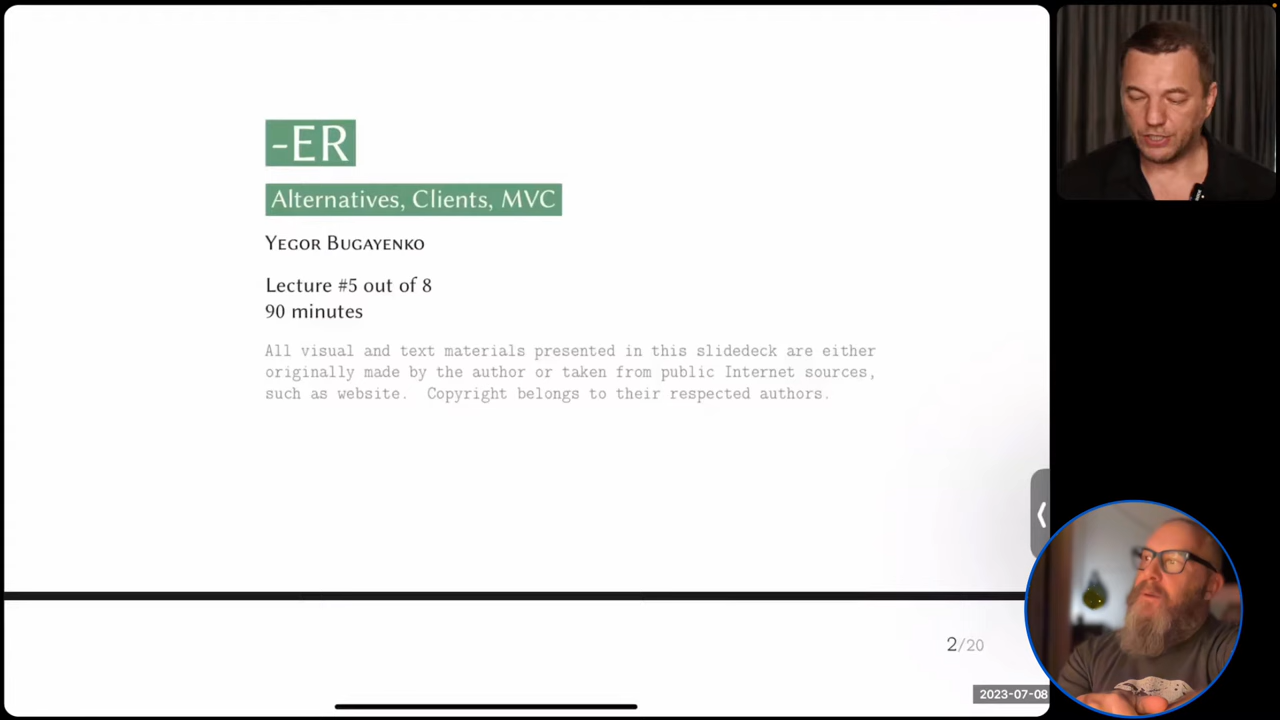 -ER
Alternatives, Clients, MVC
YEGOR BUGAYENKO
Lecture #5 out of 8
90 minutes
All visual and text materials presented in this slidedeck are either
originally made by the author or taken from public Internet sources,
such as website. Copyright belongs to their respected authors.
2/20
2023-07-08